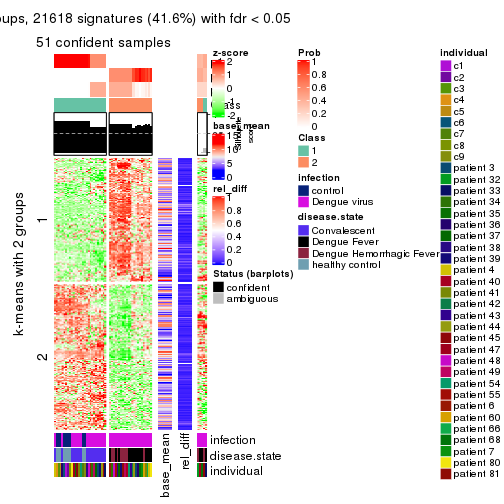 oups, 21618 signatures (41.6%) with fdr < 0.05
51 confident samples
k-means with 2 groups
1
2
z-score
2
1
0
-1
-2
base_mean
15
10
5
0
rel_diff
1
0.8
0.6
0.4
0.2
0
Status (barplots)
confident
ambiguous
Prob
1
0.8
0.6
0.4
0.2
0
Class
1
2
infection
control
Dengue virus
disease.state
Convalescent
Dengue Fever
Dengue Hemorrhagic Fever
healthy control
individual
c1
c2
c3
c4
c5
c6
c7
c8
c9
patient 3
patient 32
patient 33
patient 34
patient 35
patient 36
patient 37
patient 38
patient 39
patient 4
patient 40
patient 41
patient 42
patient 43
patient 44
patient 45
patient 47
patient 48
patient 49
patient 54
patient 55
patient 6
patient 60
patient 66
patient 68
patient 7
patient 80
patient 81
infection
disease.state
individual
base_mean
rel_diff